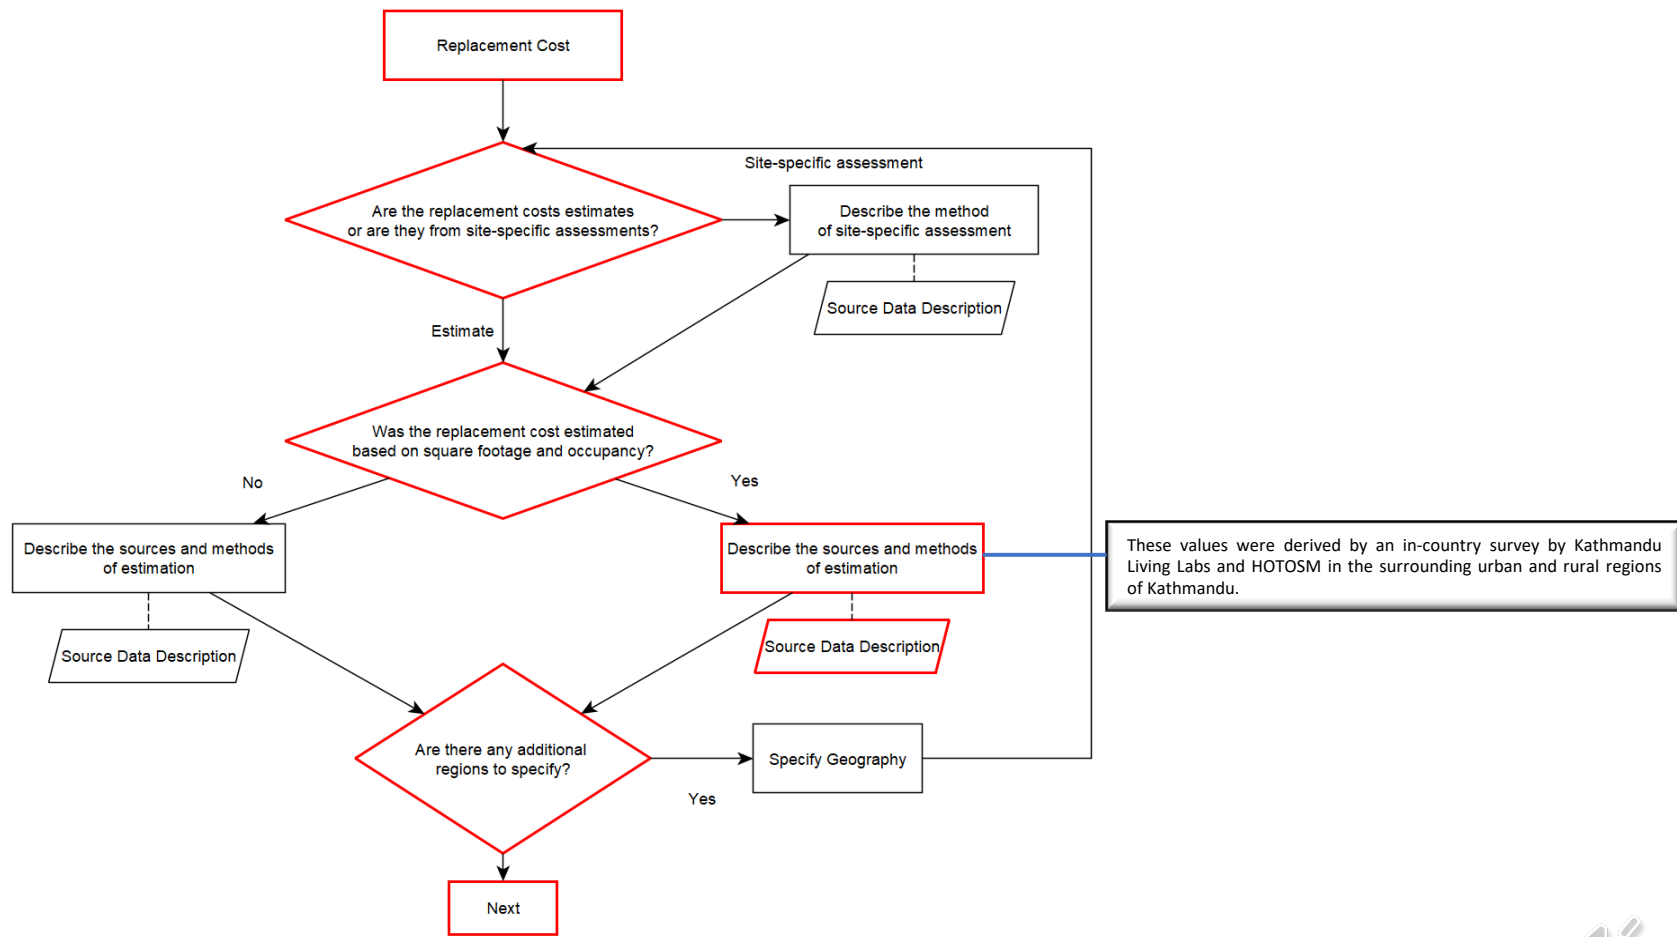 Replacement Cost
Site-specific assessment
Are the replacement costs estimates
or are they from site-specific assessments?
Describe the method
of site-specific assessment
Source Data Description
Estimate
Was the replacement cost estimated
based on square footage and occupancy?
No
Yes
Describe the sources and methods
of estimation
Describe the sources and methods
of estimation
These values were derived by an in-country survey by Kathmandu
Living Labs and HOTOSM in the surrounding urban and rural regions
of Kathmandu.
Source Data Description
Source Data Description
Are there any additional
regions to specify?
Specify Geography
Yes
Next